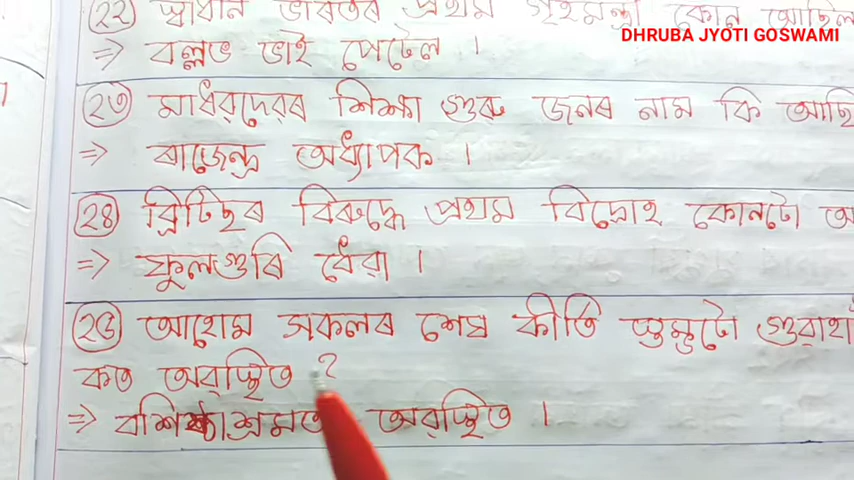 (২২) স্বাধীন ভাৰতৰ প্ৰথম গৃহমন্ত্ৰী কোন আছিল
DHRUBA JYOTI GOSWAMI
⇒ বল্লভ ভাই পেটেল ।
(২৩) মাধৱদেৱৰ শিক্ষা গুৰু জনৰ নাম কি আছি
⇒ ৰাজেন্দ্ৰ অধ্যাপক ।
(২৪) ব্ৰিটিছৰ বিৰুদ্ধে প্ৰথম বিদ্ৰোহ কোনটো আ
⇒ ফুলগুৰি ধেৱা ।
(২৫) আহোম সকলৰ শেষ কীৰ্তি স্তম্ভটো গুৱাহা
কত অৱস্থিত ?
⇒ বশিষ্ঠাশ্ৰমত অৱস্থিত ।